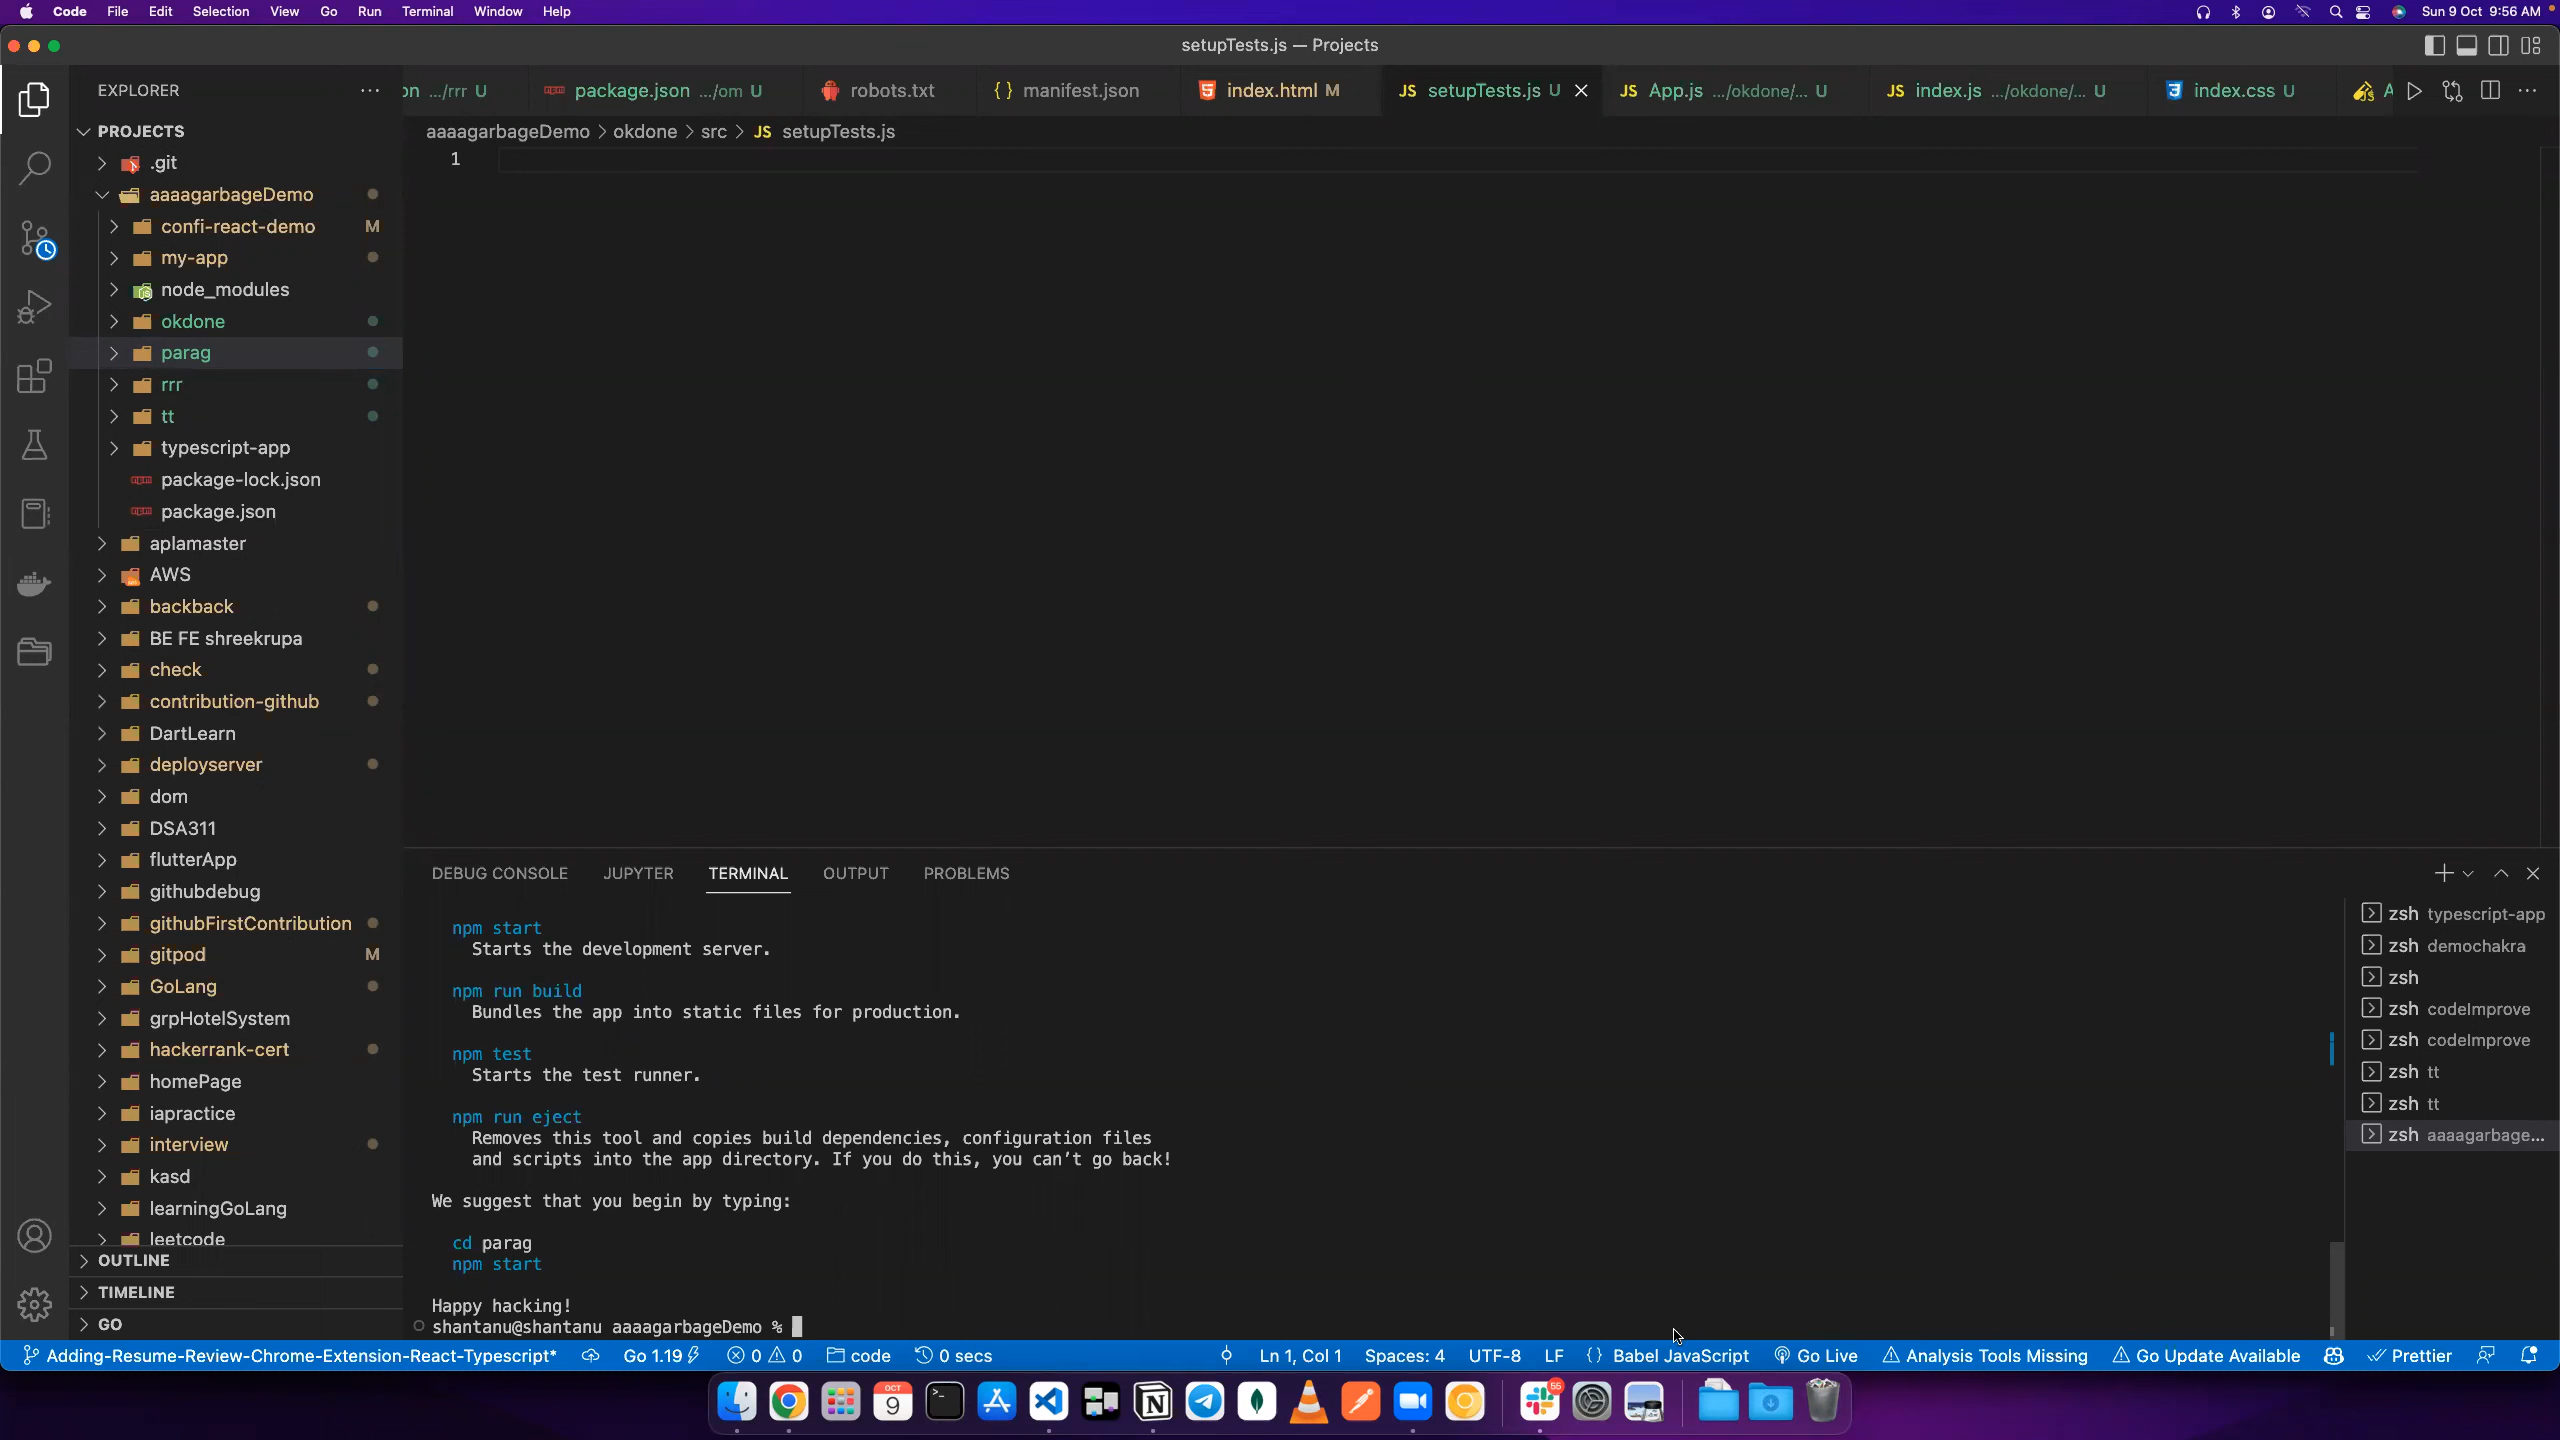 Code File Edit Selection View Go Run Terminal Window Help
Sun 9 Oct 9:56 AM
setupTests.js — Projects
EXPLORER
on .../rrr U
package.json .../om U
robots.txt
manifest.json
index.html M
setupTests.js U
App.js .../okdone/... U
index.js .../okdone/... U
index.css U
A
PROJECTS
.git
aaaagarbageDemo
confi-react-demo M
my-app
node_modules
okdone
parag
rrr
tt
typescript-app
package-lock.json
package.json
aplamaster
AWS
backback
BE FE shreekrupa
check
contribution-github
DartLearn
deployserver
dom
DSA311
flutterApp
githubdebug
githubFirstContribution
gitpod M
GoLang
grpHotelSystem
hackerrank-cert
homePage
iapractice
interview
kasd
learningGoLang
leetcode
OUTLINE
TIMELINE
GO
aaaagarbageDemo > okdone > src > JS setupTests.js
1
DEBUG CONSOLE JUPYTER TERMINAL OUTPUT PROBLEMS
npm start
Starts the development server.
npm run build
Bundles the app into static files for production.
npm test
Starts the test runner.
npm run eject
Removes this tool and copies build dependencies, configuration files
and scripts into the app directory. If you do this, you can’t go back!
We suggest that you begin by typing:
cd parag
npm start
Happy hacking!
shantanu@shantanu aaaagarbageDemo %
zsh typescript-app
zsh demochakra
zsh
zsh codeImprove
zsh codeImprove
zsh tt
zsh tt
zsh aaaagarbage...
Adding-Resume-Review-Chrome-Extension-React-Typescript* Go 1.19 0 0 code 0 secs
Ln 1, Col 1 Spaces: 4 UTF-8 LF {} Babel JavaScript Go Live Analysis Tools Missing Go Update Available Prettier
OCT
9
55